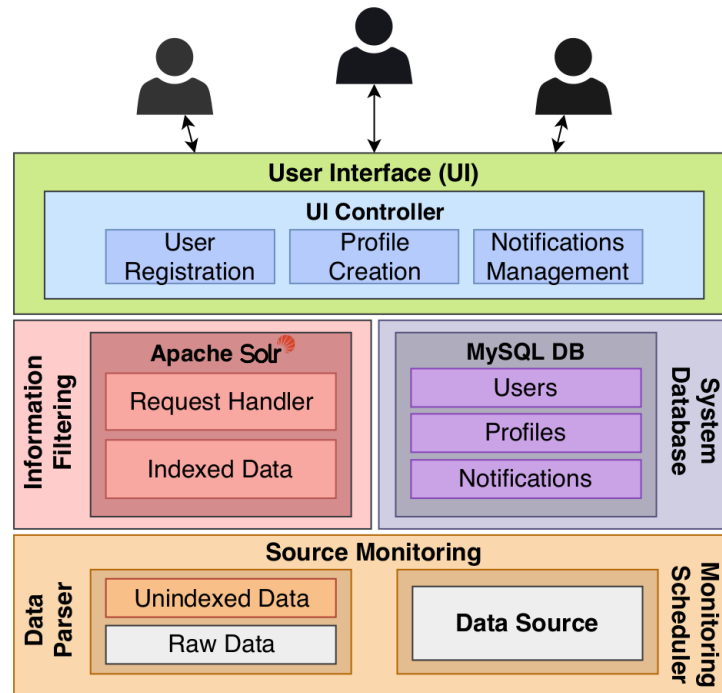 User Interface (UI)
UI Controller
User
Registration
Profile
Creation
Notifications
Management
Information
Filtering
Apache Solr
Request Handler
Indexed Data
MySQL DB
Users
Profiles
Notifications
System
Database
Source Monitoring
Data
Parser
Unindexed Data
Raw Data
Data Source
Monitoring
Scheduler